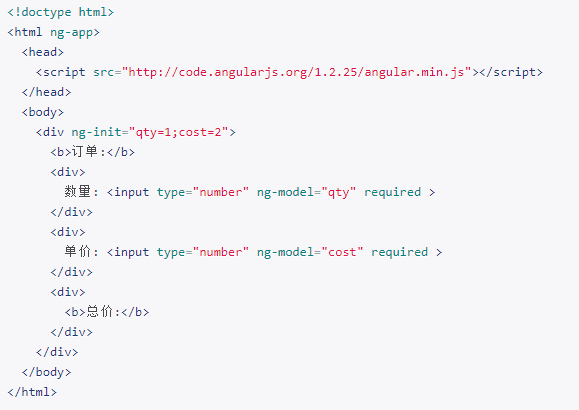 <!doctype html>
<html ng-app>
  <head>
    <script src="http://code.angularjs.org/1.2.25/angular.min.js"></script>
  </head>
  <body>
    <div ng-init="qty=1;cost=2">
      <b>订单:</b>
      <div>
        数量: <input type="number" ng-model="qty" required >
      </div>
      <div>
        单价: <input type="number" ng-model="cost" required >
      </div>
      <div>
        <b>总价:</b>
      </div>
    </div>
  </body>
</html>